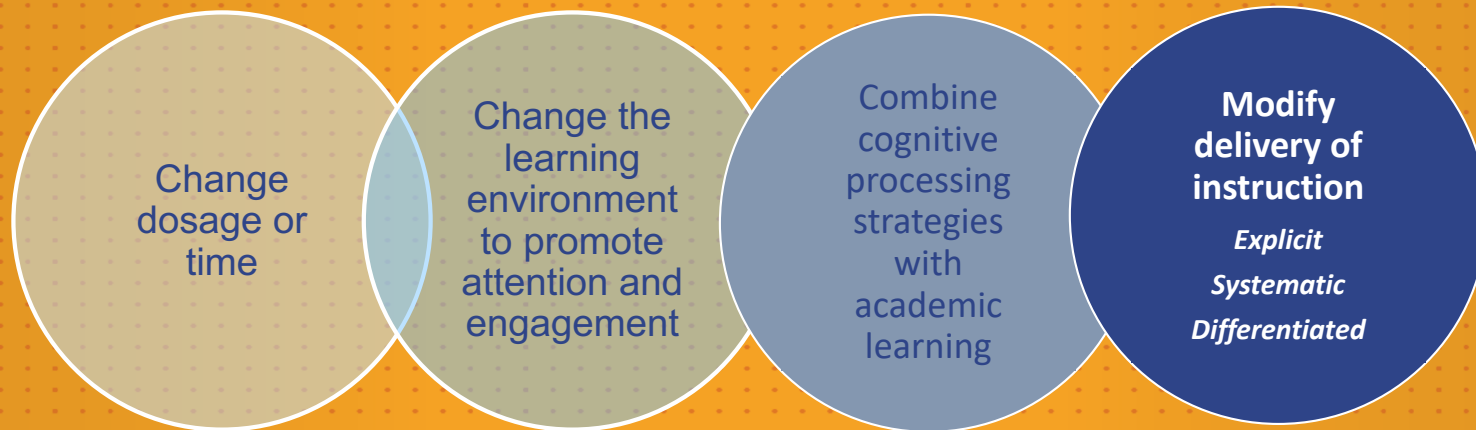 Change
dosage or
time
Change the
learning
environment
to promote
attention and
engagement
Combine
cognitive
processing
strategies
with
academic
learning
Modify
delivery of
instruction
Explicit
Systematic
Differentiated